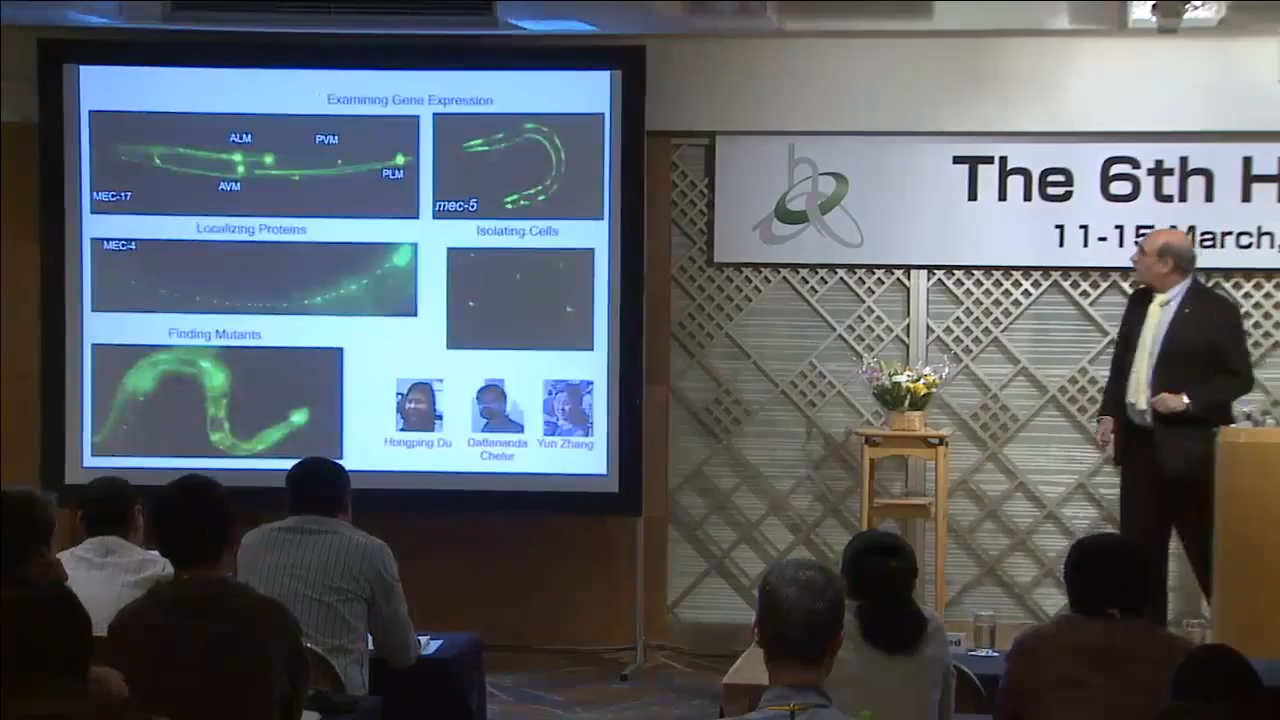 Examining Gene Expression
ALM
PVM
AVM
PLM
MEC-17
mec-5
Localizing Proteins
Isolating Cells
MEC-4
Finding Mutants
Hongping Du
Dattananda
Chelur
Yun Zhang
The 6th H
11-15 March,